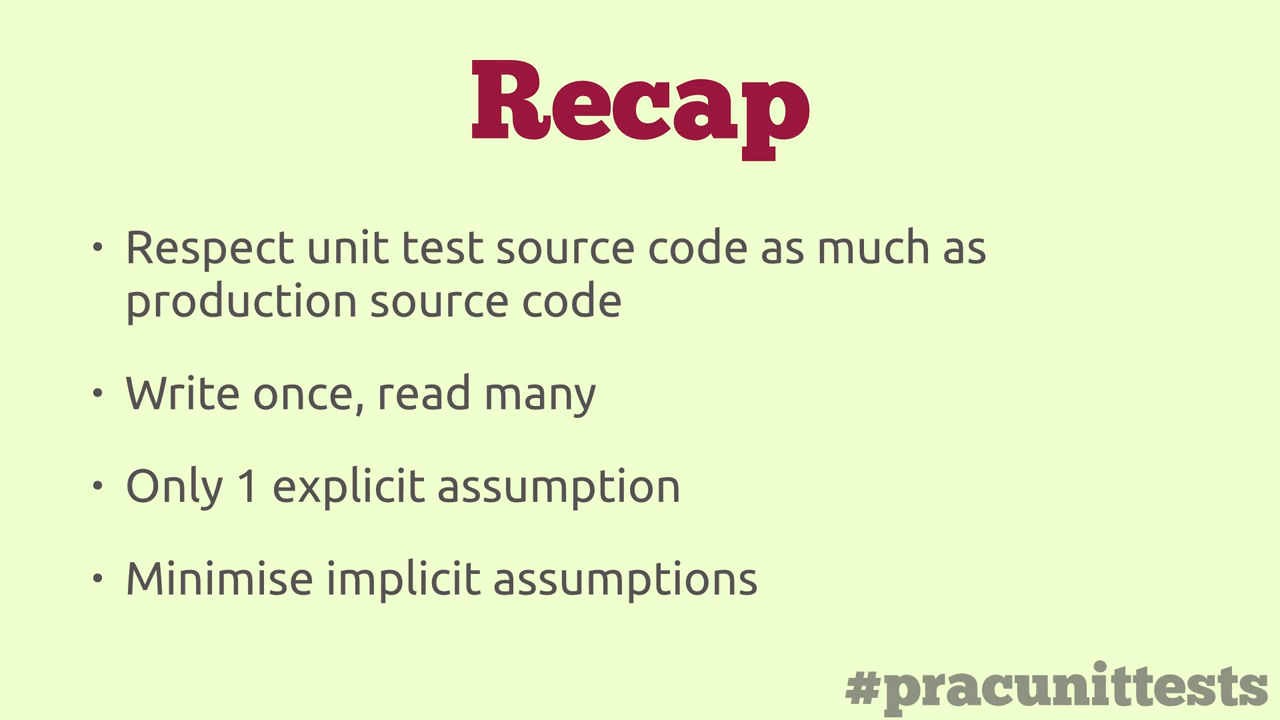 Recap
• Respect unit test source code as much as
production source code
• Write once, read many
• Only 1 explicit assumption
• Minimise implicit assumptions
#pracunittests